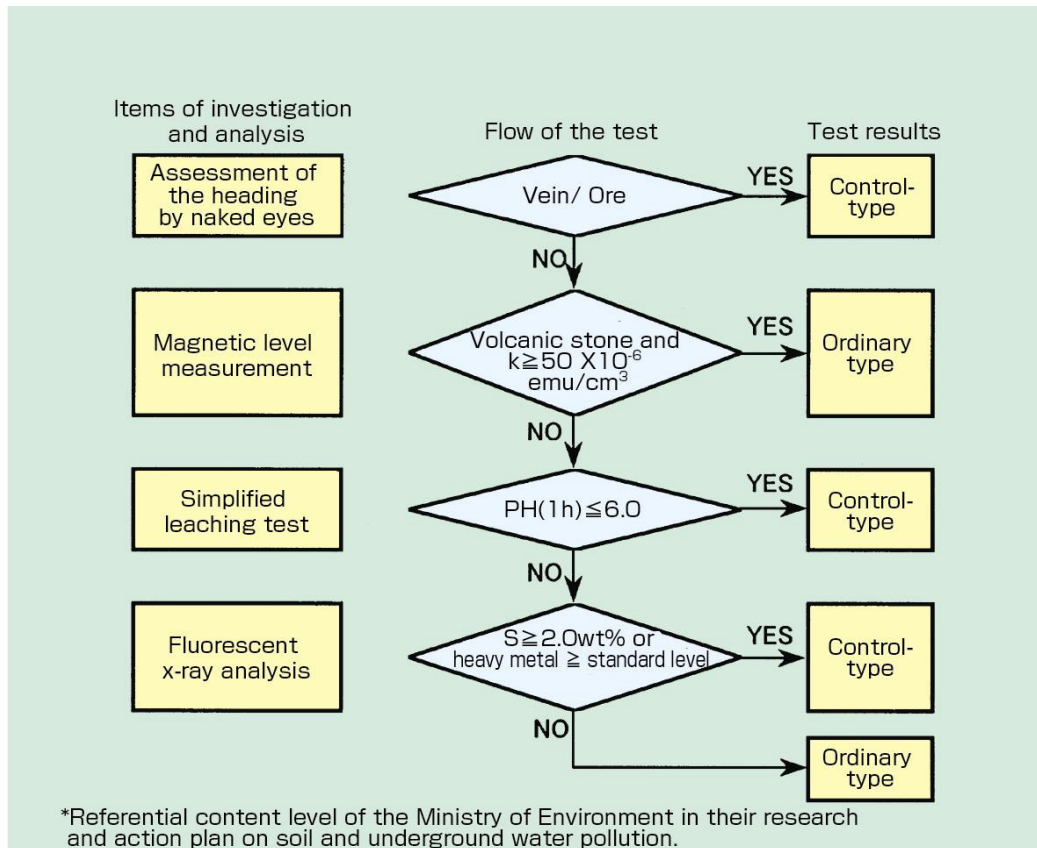 Items of investigation
and analysis
Flow of the test
Test results
Assessment of
the heading
by naked eyes
Vein/ Ore
YES
Control-
type
NO
Magnetic level
measurement
Volcanic stone and
k≧50 X10⁻⁶
emu/cm³
YES
Ordinary
type
NO
Simplified
leaching test
PH(1h)≦6.0
YES
Control-
type
NO
Fluorescent
x-ray analysis
S≧2.0wt% or
heavy metal ≧ standard level
YES
Control-
type
NO
Ordinary
type
*Referential content level of the Ministry of Environment in their research
and action plan on soil and underground water pollution.